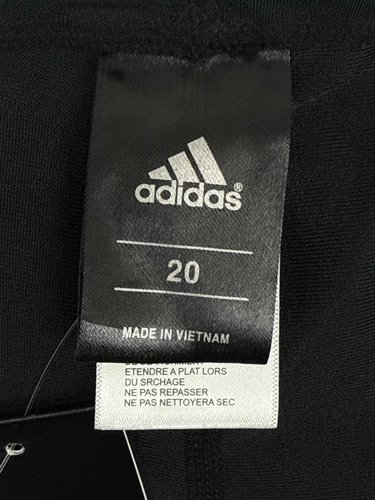 adidas®
20
MADE IN VIETNAM
ETENDRE A PLAT LORS
DU SRCHAGE
NE PAS REPASSER
NE PAS NETTOYERA SEC